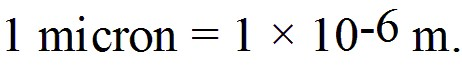 1 micron = 1 × 10-6 m.